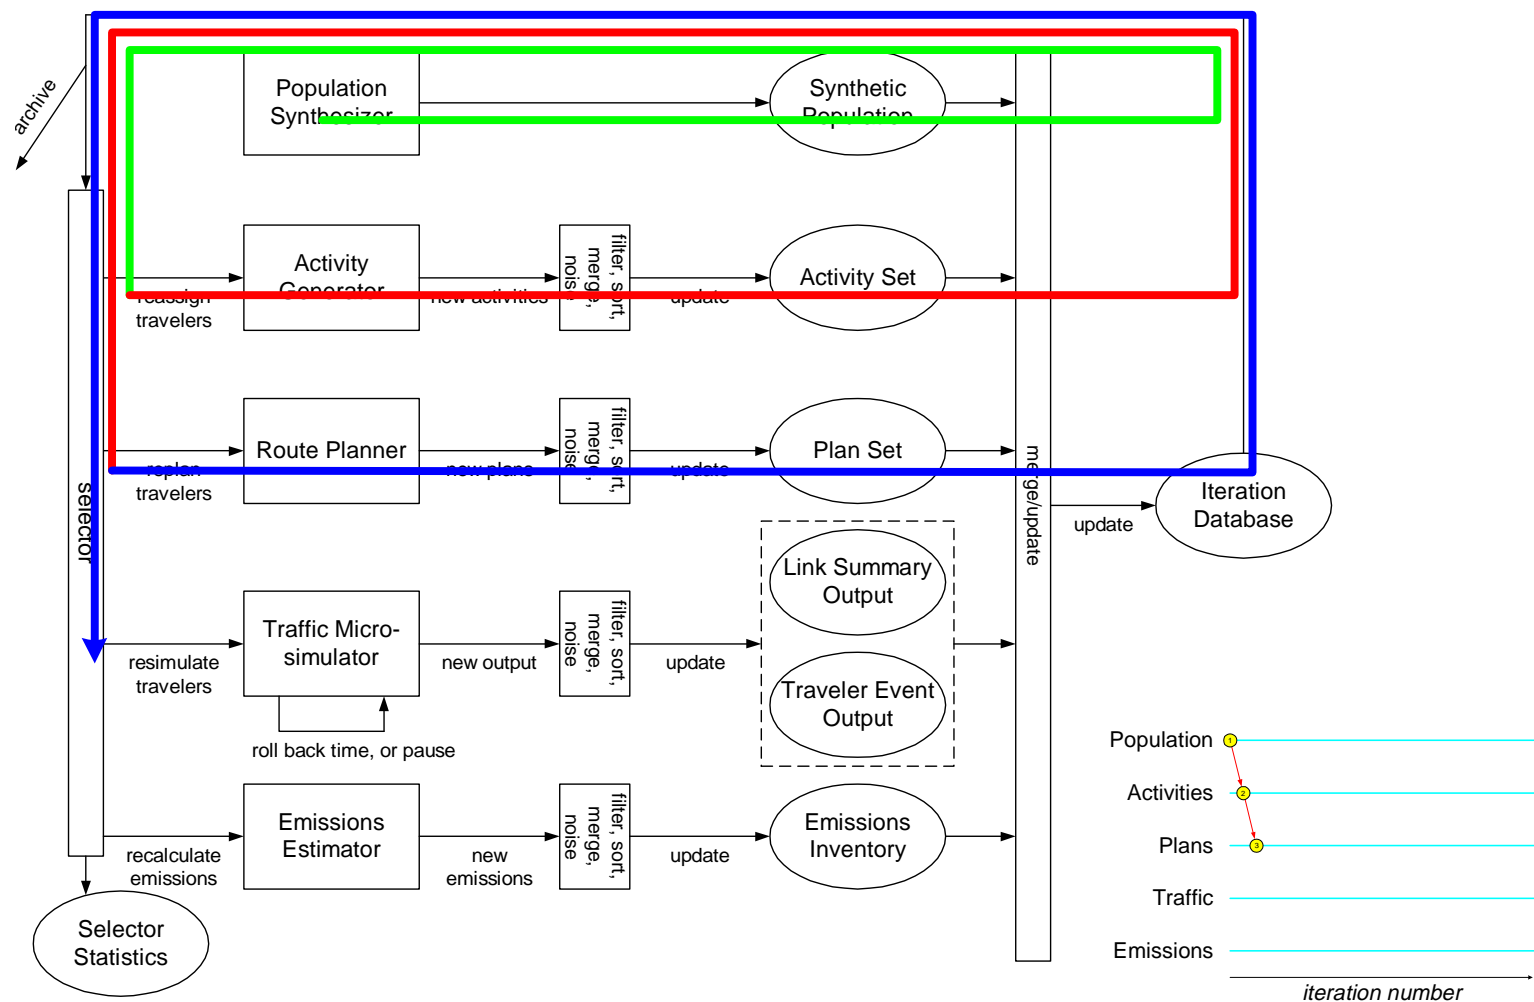 archive
Population
Synthesizer
Synthetic
Population
Activity
Generator
reassign
travelers
new activities
filter, sort,
merge,
noise
update
Activity Set
Route Planner
replan
travelers
new plans
filter, sort,
merge,
noise
update
Plan Set
selector
merge/update
update
Iteration
Database
Link Summary
Output
Traffic Micro-
simulator
resimulate
travelers
new output
filter, sort,
merge,
noise
update
Traveler Event
Output
roll back time, or pause
Emissions
Estimator
recalculate
emissions
new
emissions
filter, sort,
merge,
noise
update
Emissions
Inventory
Selector
Statistics
Population
1
Activities
2
Plans
3
Traffic
Emissions
iteration number